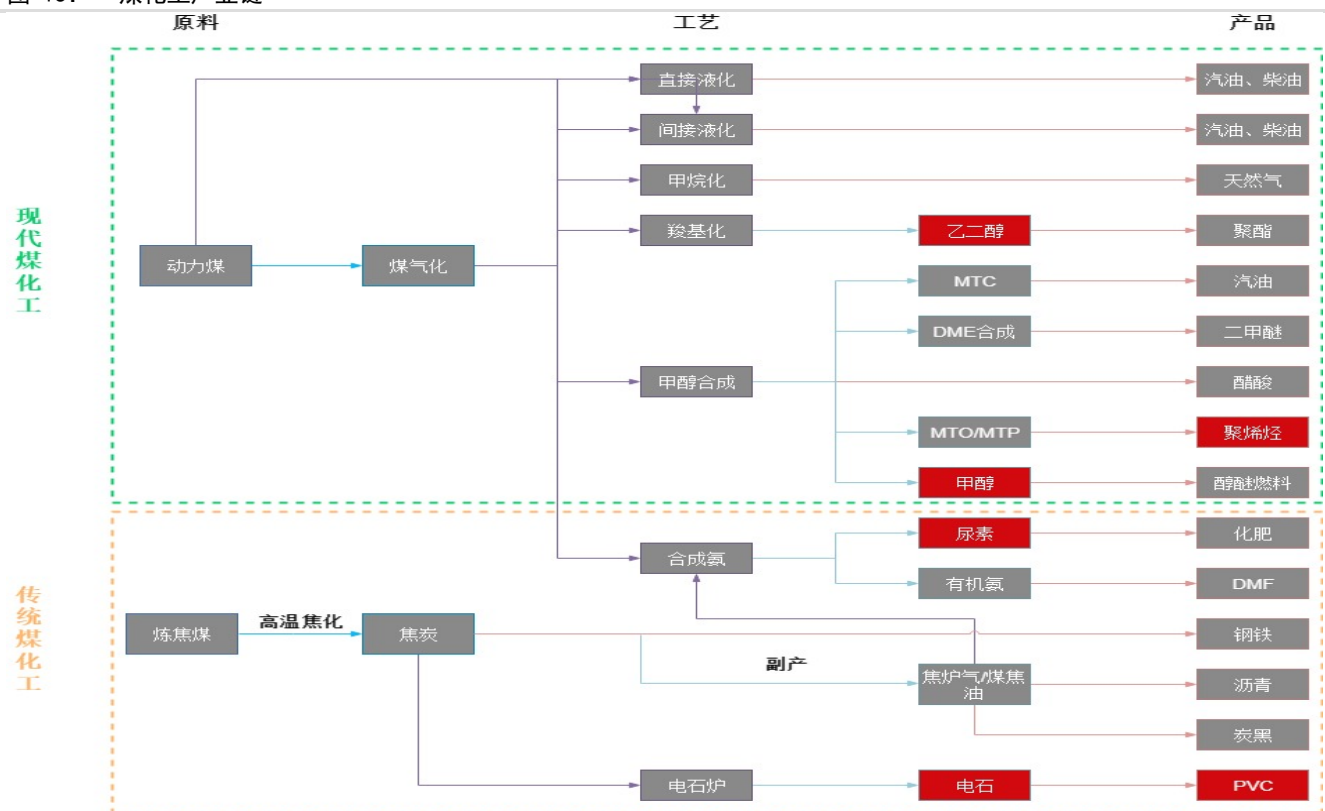 原料 工艺 产品
直接液化 汽油、柴油
间接液化 汽油、柴油
甲烷化 天然气
现代煤化工
羧基化 乙二醇 聚酯
动力煤 煤气化
MTC 汽油
DME合成 二甲醚
甲醇合成 醋酸
MTO/MTP 聚烯烃
甲醇 醇醚燃料
传统煤化工
尿素 化肥
合成氨
有机氨 DMF
炼焦煤 高温焦化 焦炭 钢铁
副产
焦炉气/煤焦
油
沥青
炭黑
电石炉 电石 PVC